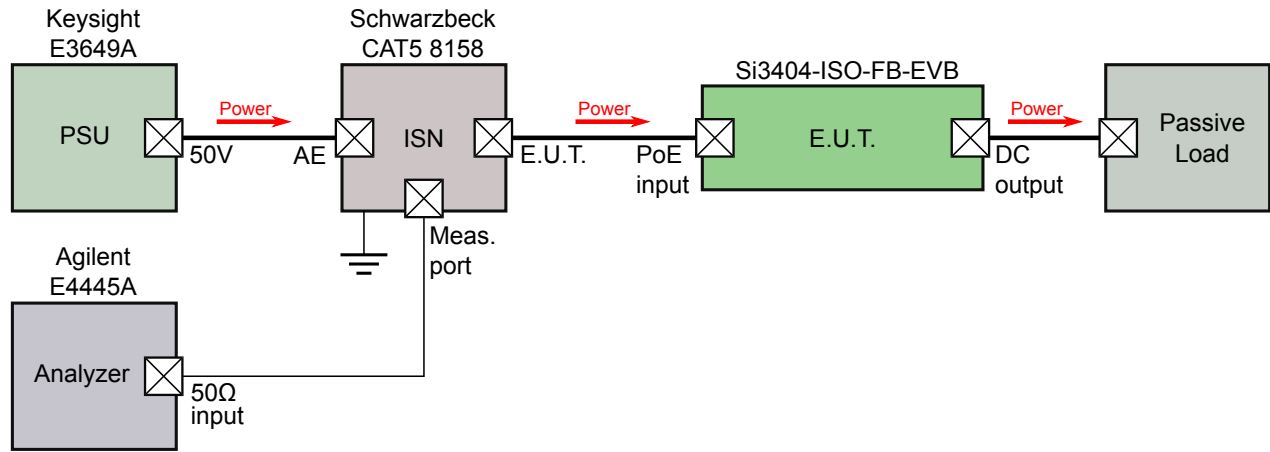 Keysight
E3649A
PSU
50V
Power
Schwarzbeck
CAT5 8158
AE
ISN
E.U.T.
Meas.
port
Power
Si3404-ISO-FB-EVB
PoE
input
E.U.T.
DC
output
Power
Passive
Load
Agilent
E4445A
Analyzer
50Ω
input